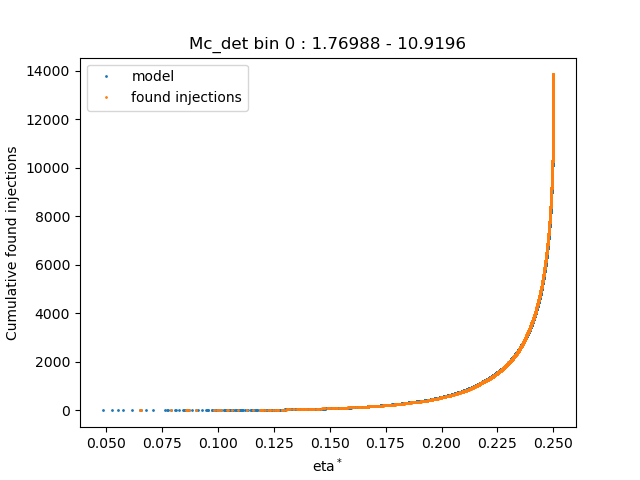 Mc_det bin 0 : 1.76988 - 10.9196
model
found injections
Cumulative found injections
14000
12000
10000
8000
6000
4000
2000
0
0.050 0.075 0.100 0.125 0.150 0.175 0.200 0.225 0.250
eta*